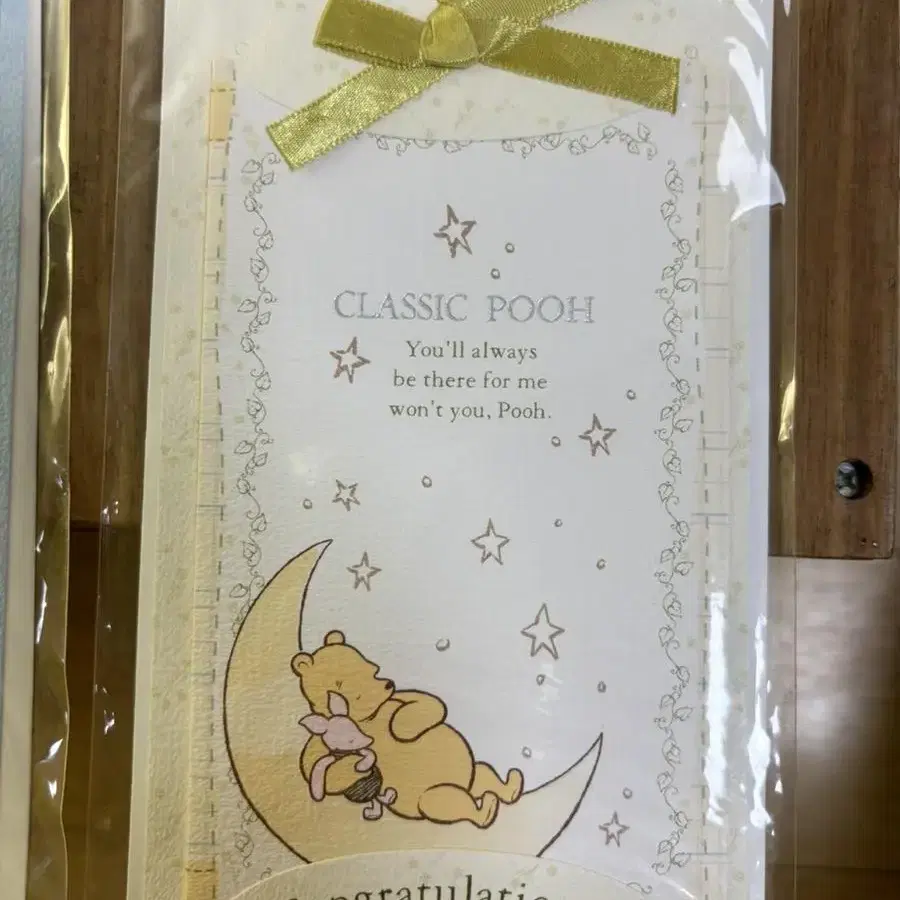 CLASSIC POOH
You'll always
be there for me
won't you, Pooh.